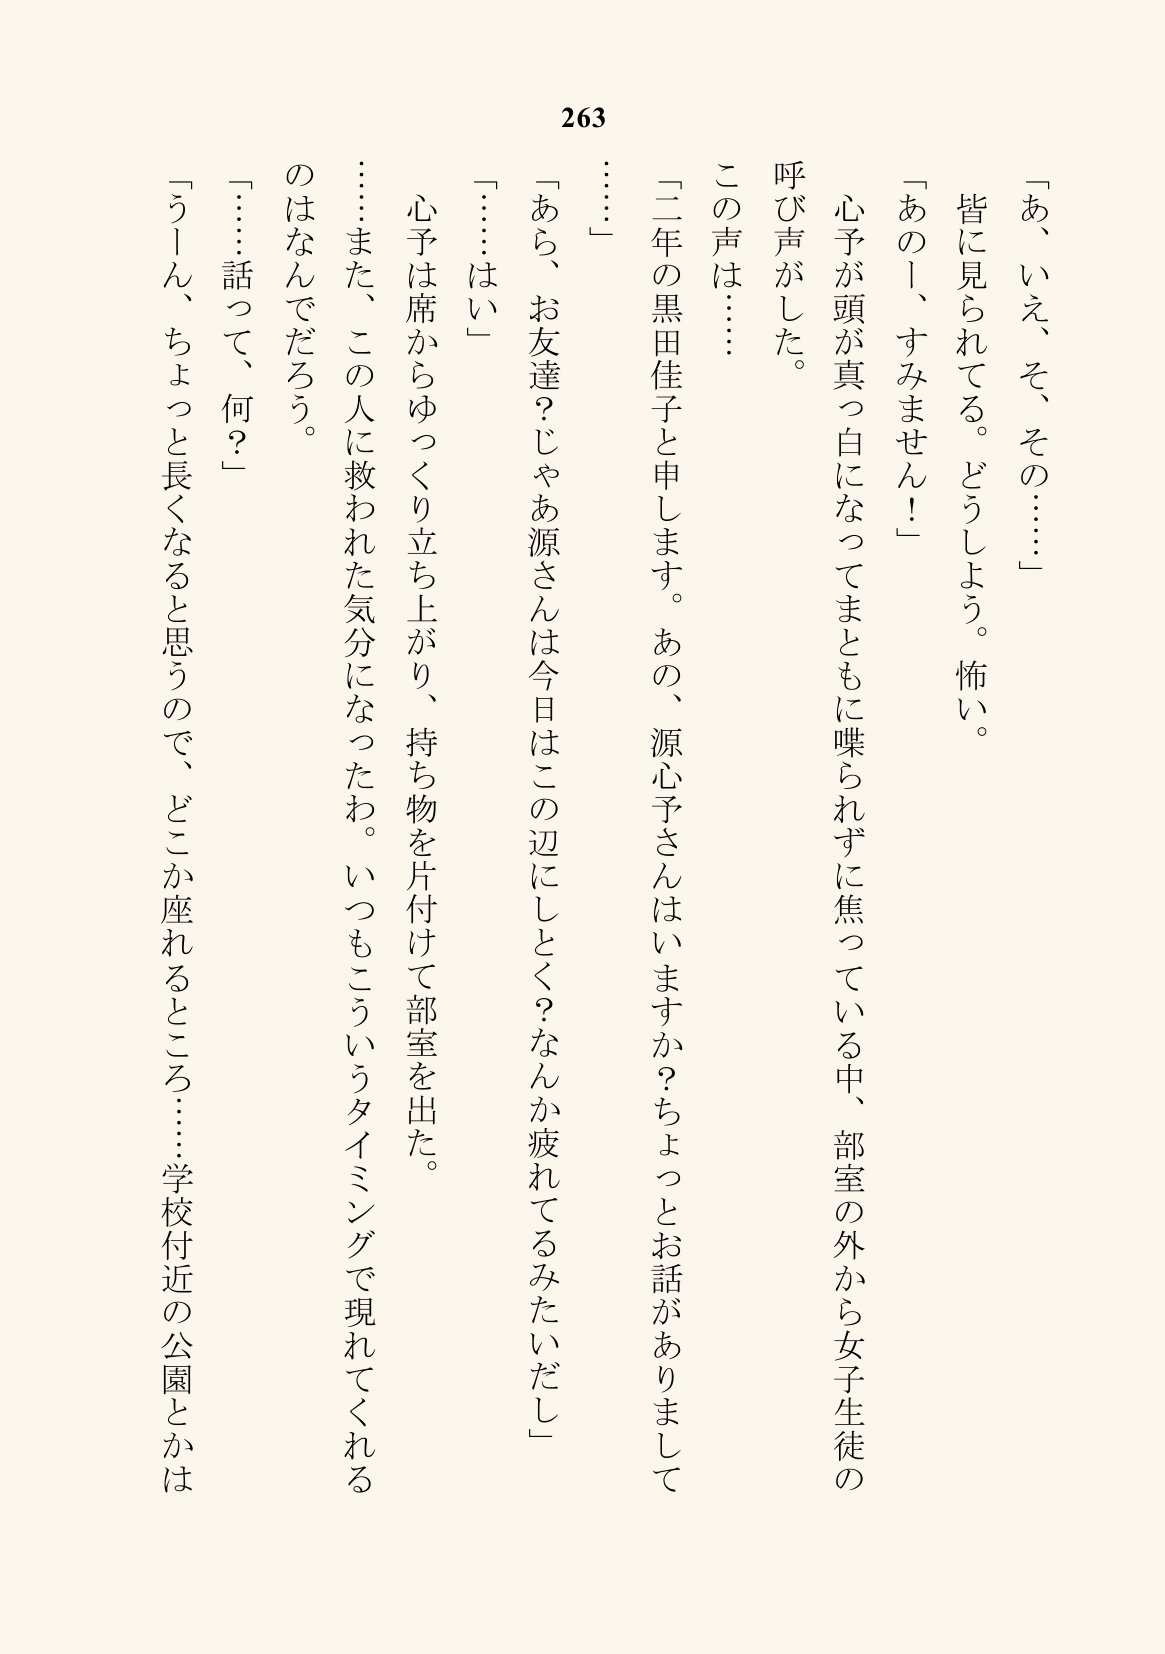 263
「あ、いえ、そ、その……」
皆に見られてる。どうしよう。怖い。
「あのー、すみません！」
心予が頭が真っ白になってまともに喋られずに焦っている中、部室の外から女子生徒の
呼び声がした。
この声は……
「二年の黒田佳子と申します。あの、源心予さんはいますか？ちょっとお話がありまして
……」
「あら、お友達？じゃあ源さんは今日はこの辺にしとく？なんか疲れてるみたいだし」
「……はい」
心予は席からゆっくり立ち上がり、持ち物を片付けて部室を出た。
……また、この人に救われた気分になったわ。いつもこういうタイミングで現れてくれる
のはなんでだろう。
「……話って、何？」
「うーん、ちょっと長くなると思うので、どこか座れるところ……学校付近の公園とかは